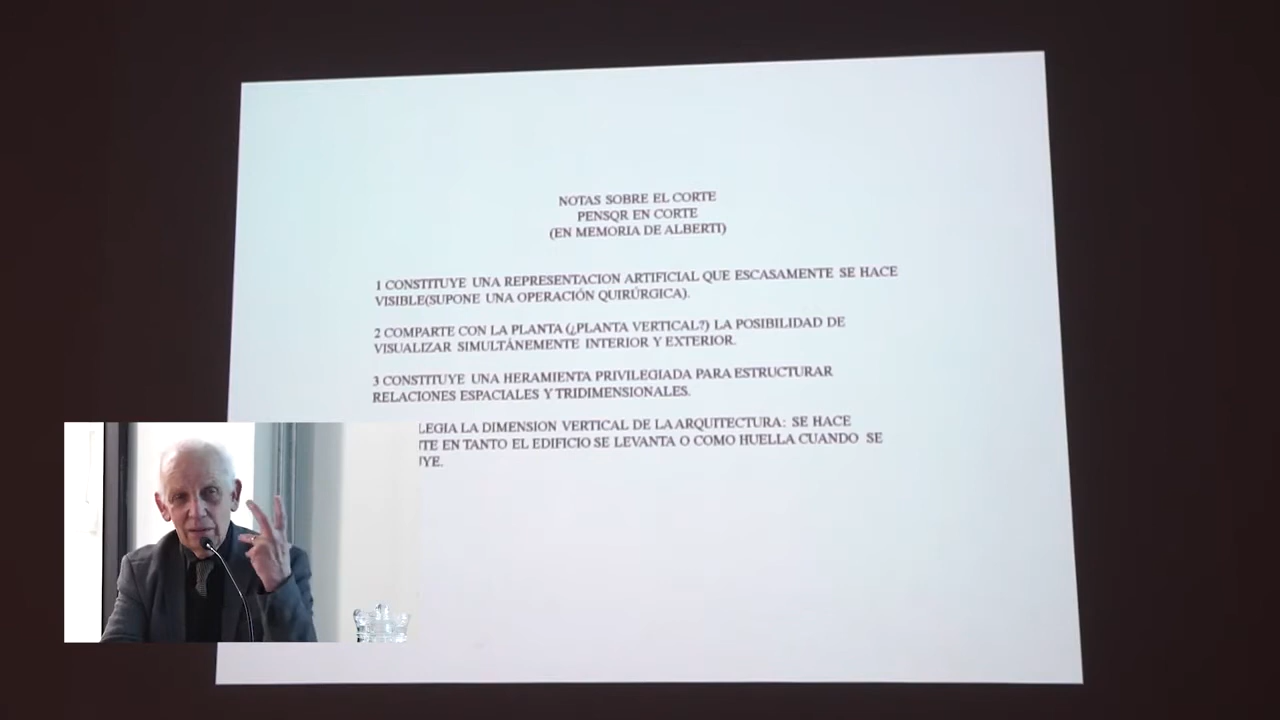 NOTAS SOBRE EL CORTE
PENSQR EN CORTE
(EN MEMORIA DE ALBERTI)
1 CONSTITUYE UNA REPRESENTACION ARTIFICIAL QUE ESCASAMENTE SE HACE
VISIBLE(SUPONE UNA OPERACIÓN QUIRÚRGICA).
2 COMPARTE CON LA PLANTA (¿PLANTA VERTICAL?) LA POSIBILIDAD DE
VISUALIZAR SIMULTÁNEMENTE INTERIOR Y EXTERIOR.
3 CONSTITUYE UNA HERAMIENTA PRIVILEGIADA PARA ESTRUCTURAR
RELACIONES ESPACIALES Y TRIDIMENSIONALES.
LEGIA LA DIMENSION VERTICAL DE LA ARQUITECTURA: SE HACE
TE EN TANTO EL EDIFICIO SE LEVANTA O COMO HUELLA CUANDO SE
YE.